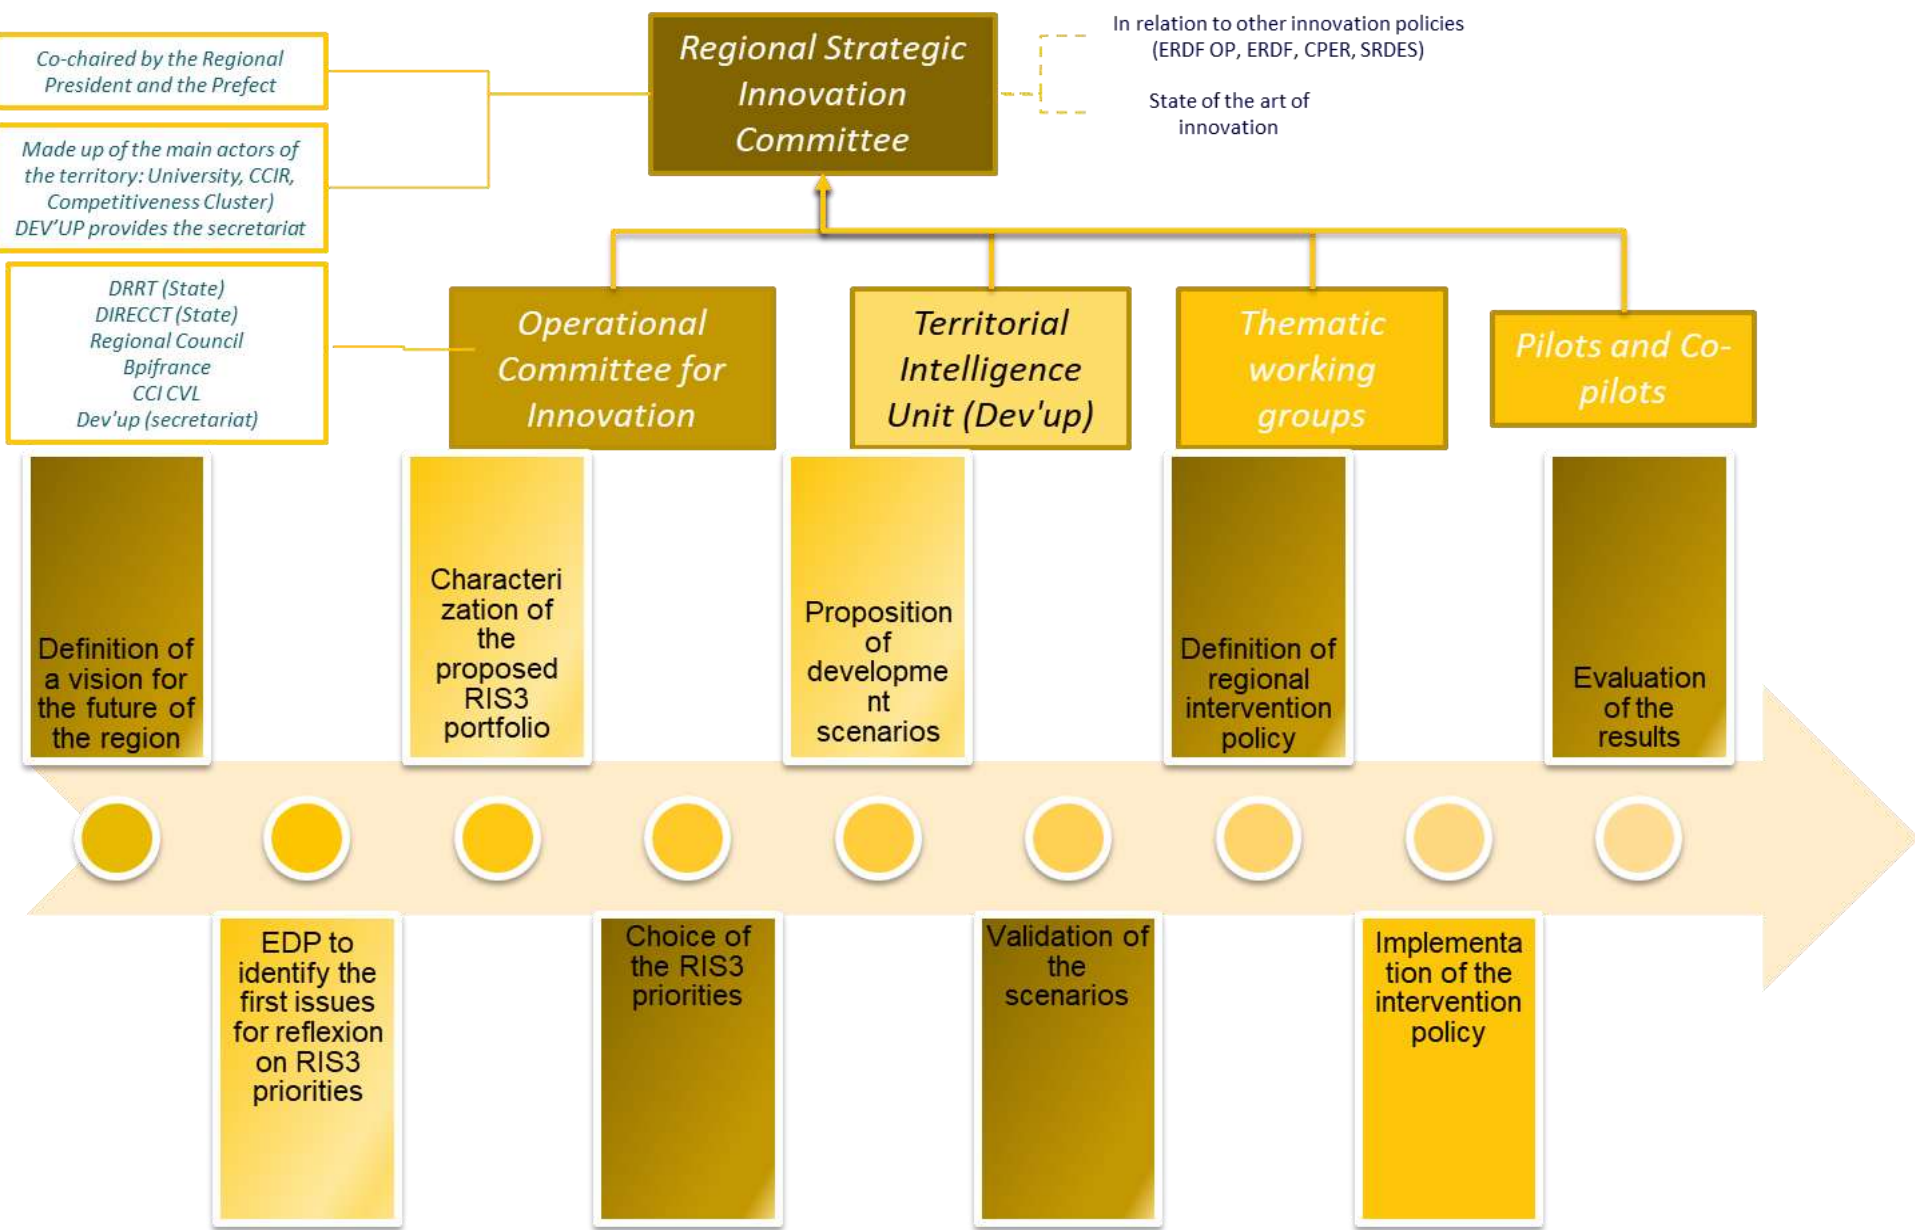 Co-chaired by the Regional
President and the Prefect
Made up of the main actors of
the territory: University, CCIR,
Competitiveness Cluster)
DEV'UP provides the secretariat
DRRT (State)
DIRECCT (State)
Regional Council
Bpifrance
CCI CVL
Dev'up (secretariat)
Regional Strategic
Innovation
Committee
In relation to other innovation policies
(ERDF OP, ERDF, CPER, SRDES)
State of the art of
innovation
Operational
Committee for
Innovation
Territorial
Intelligence
Unit (Dev'up)
Thematic
working
groups
Pilots and Co-
pilots
Definition of
a vision for
the future of
the region
Characteri
zation of
the
proposed
RIS3
portfolio
Proposition
of
developme
nt
scenarios
Definition of
regional
intervention
policy
Evaluation
of the
results
EDP to
identify the
first issues
for reflexion
on RIS3
priorities
Choice of
the RIS3
priorities
Validation of
the
scenarios
Implementa
tion of the
intervention
policy